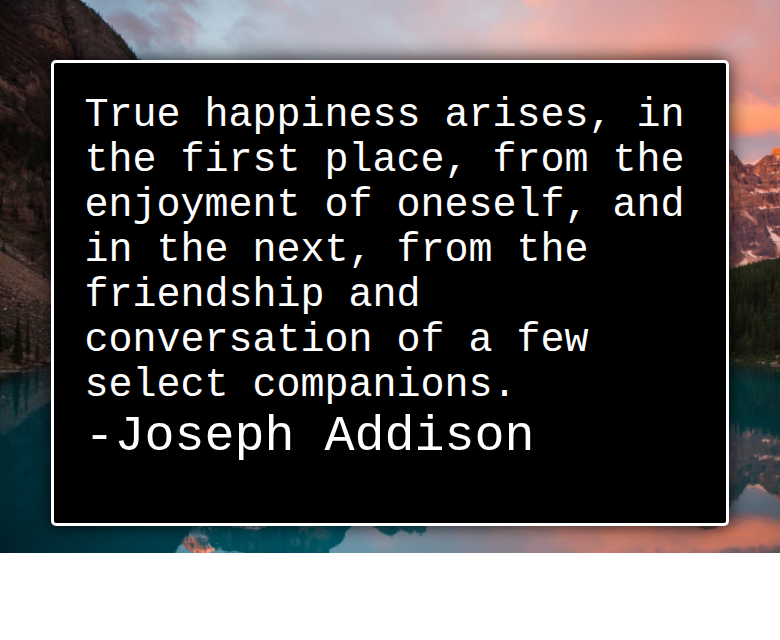 True happiness arises, in
the first place, from the
enjoyment of oneself, and
in the next, from the
friendship and
conversation of a few
select companions.
-Joseph Addison